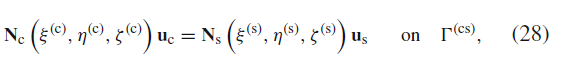 N_c (ξ^(c), η^(c), ζ^(c)) u_c = N_s (ξ^(s), η^(s), ζ^(s)) u_s on Γ^(cs), (28)